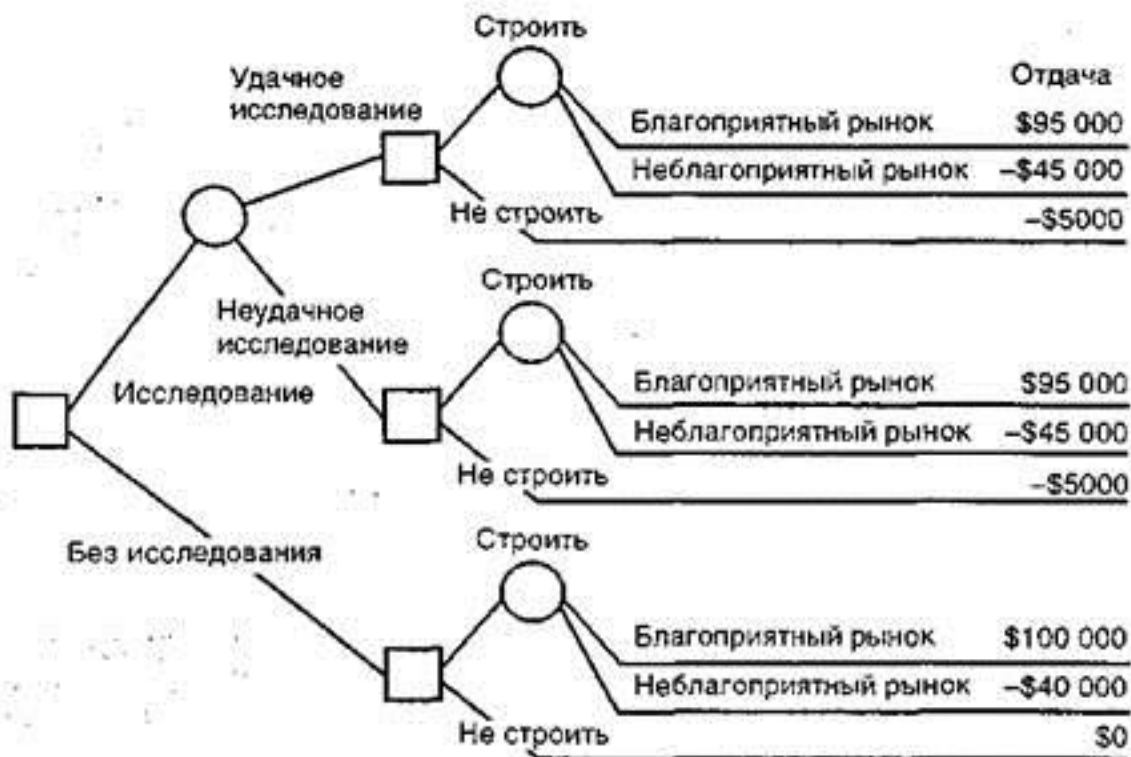 Строить
Отдача
Удачное
исследование
Благоприятный рынок $95 000
Неблагоприятный рынок –$45 000
Не строить –$5000
Строить
Неудачное
исследование
Исследование
Благоприятный рынок $95 000
Неблагоприятный рынок –$45 000
Не строить –$5000
Без исследования
Строить
Благоприятный рынок $100 000
Неблагоприятный рынок –$40 000
Не строить $0